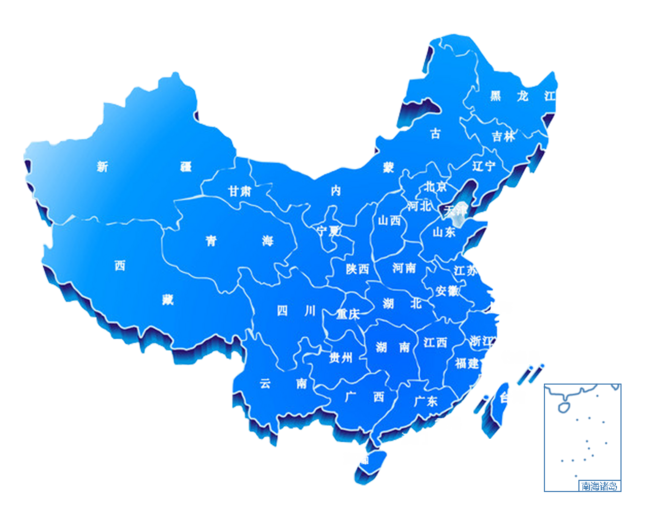 黑龙江
古
吉林
辽宁
新疆
内蒙
甘肃
北京
河北
天津
山西
宁夏
山东
青海
西藏
陕西
河南
江苏
安徽
四川
重庆
湖北
浙江
湖南
江西
贵州
福建
云南
广西
广东
台
南海诸岛